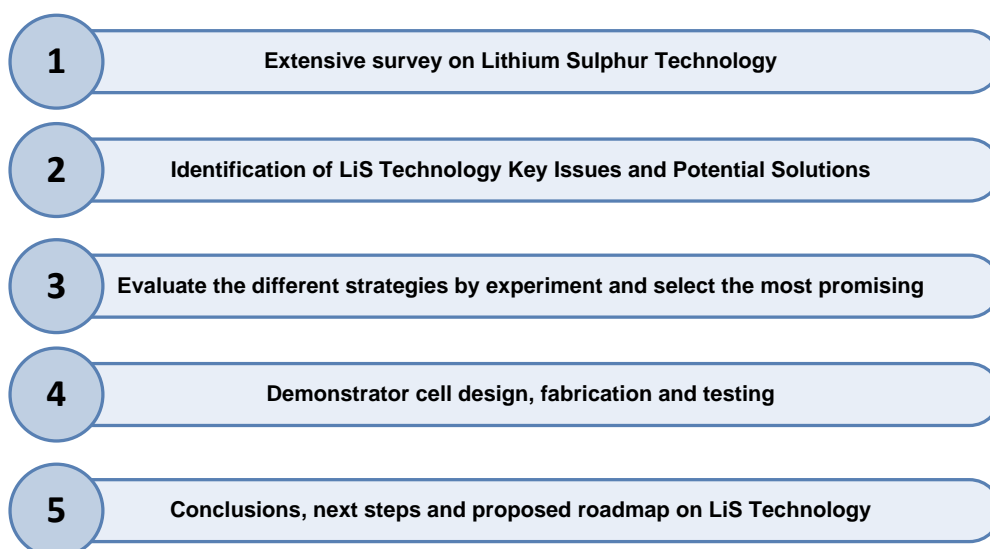 1 Extensive survey on Lithium Sulphur Technology
2 Identification of LiS Technology Key Issues and Potential Solutions
3 Evaluate the different strategies by experiment and select the most promising
4 Demonstrator cell design, fabrication and testing
5 Conclusions, next steps and proposed roadmap on LiS Technology